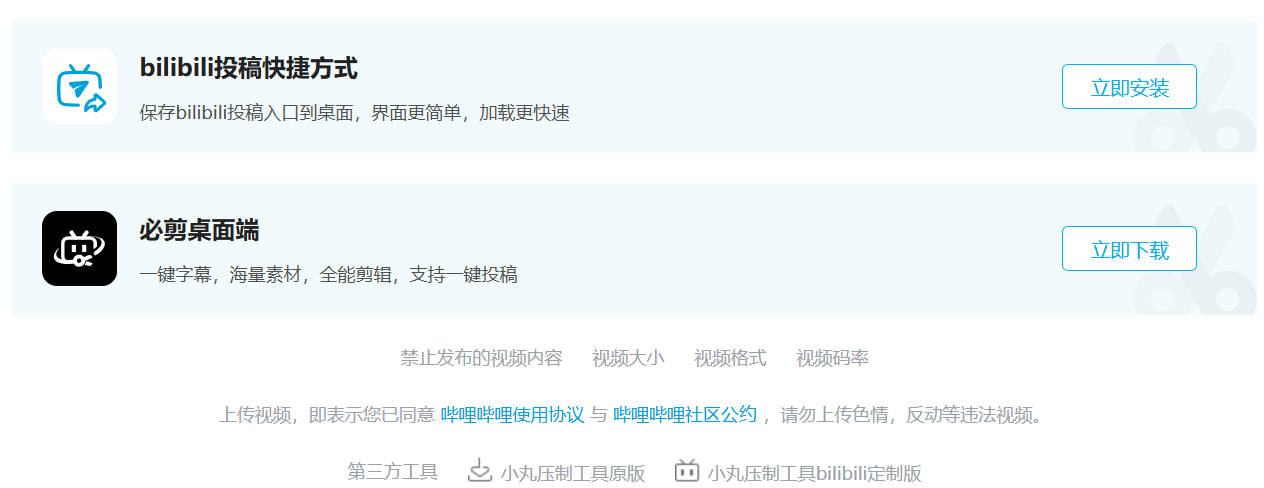 bilibili投稿快捷方式
保存bilibili投稿入口到桌面，界面更简单，加载更快速
立即安装
必剪桌面端
一键字幕，海量素材，全能剪辑，支持一键投稿
立即下载
禁止发布的视频内容 视频大小 视频格式 视频码率
上传视频，即表示您已同意 哔哩哔哩使用协议 与 哔哩哔哩社区公约 ，请勿上传色情，反动等违法视频。
第三方工具 小丸压制工具原版 小丸压制工具bilibili定制版